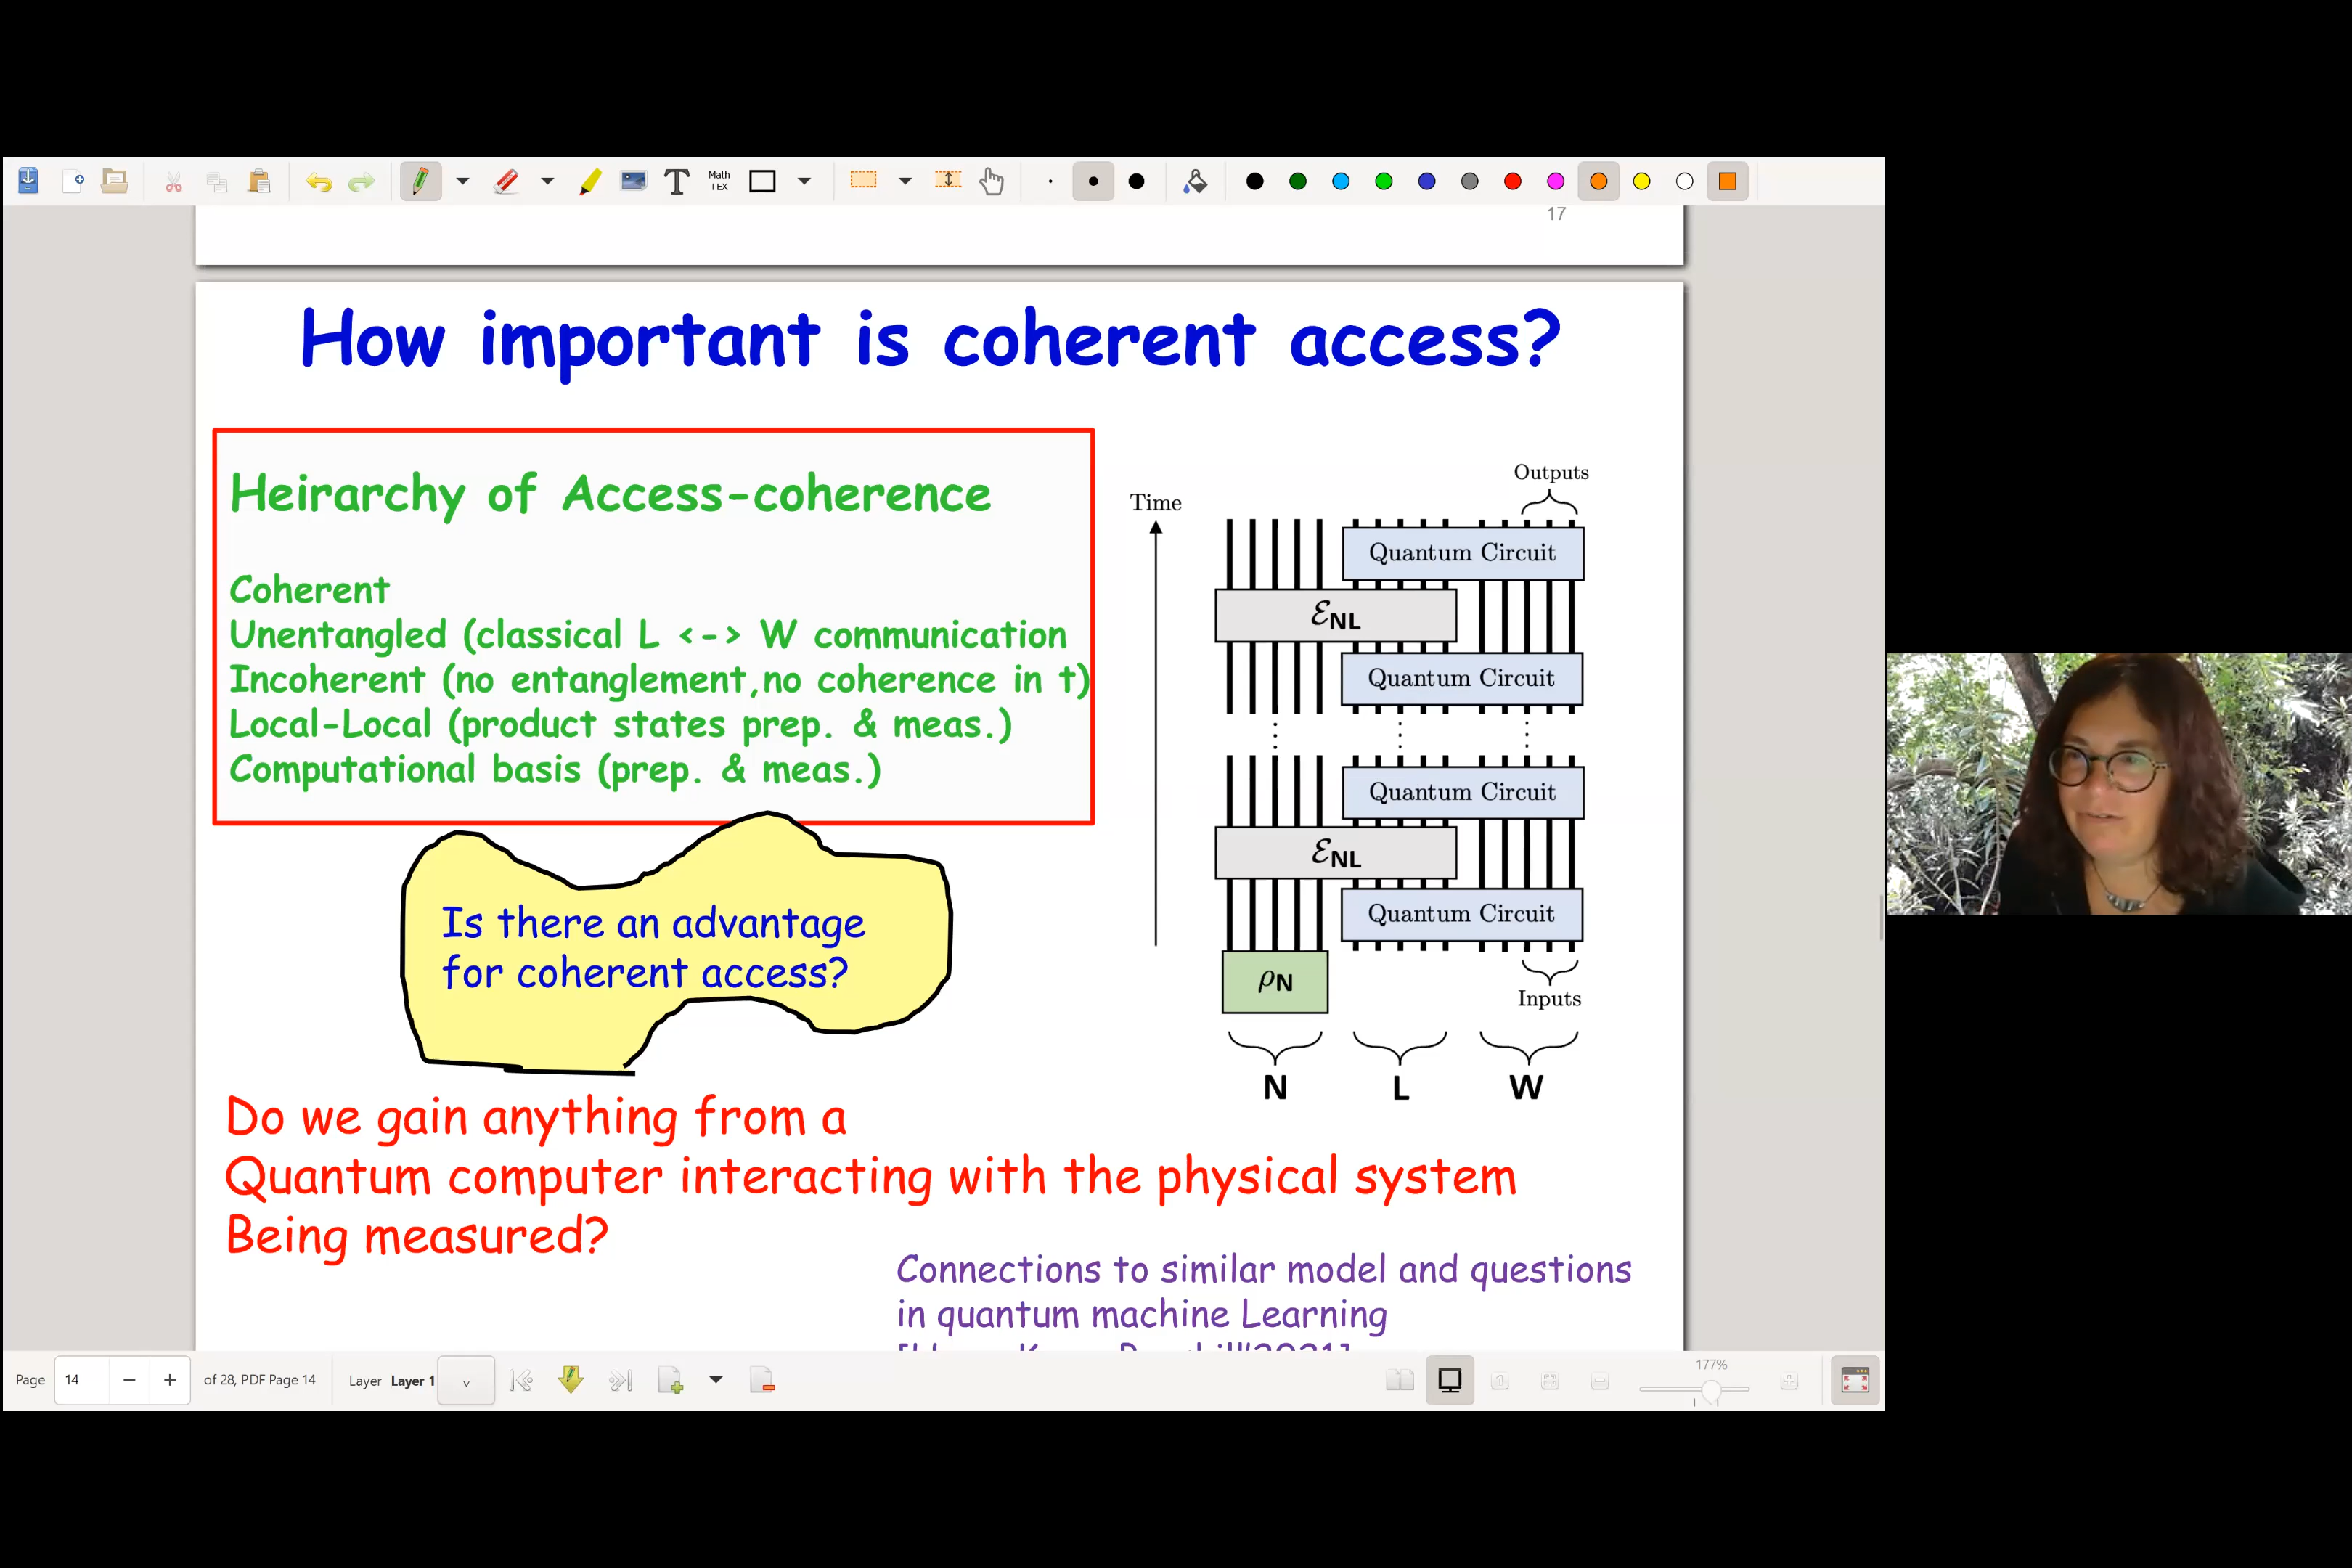 Math
TEX
17
How important is coherent access?
Heirarchy of Access-coherence
Coherent
Unentangled (classical L <-> W communication
Incoherent (no entanglement,no coherence in t)
Local-Local (product states prep. & meas.)
Computational basis (prep. & meas.)
Is there an advantage
for coherent access?
Do we gain anything from a
Quantum computer interacting with the physical system
Being measured?
Outputs
Time
Quantum Circuit
ℰNL
Quantum Circuit
Quantum Circuit
ℰNL
Quantum Circuit
ρN
Inputs
N L W
Connections to similar model and questions
in quantum machine Learning
Page 14 of 28, PDF Page 14 Layer Layer 1
177%